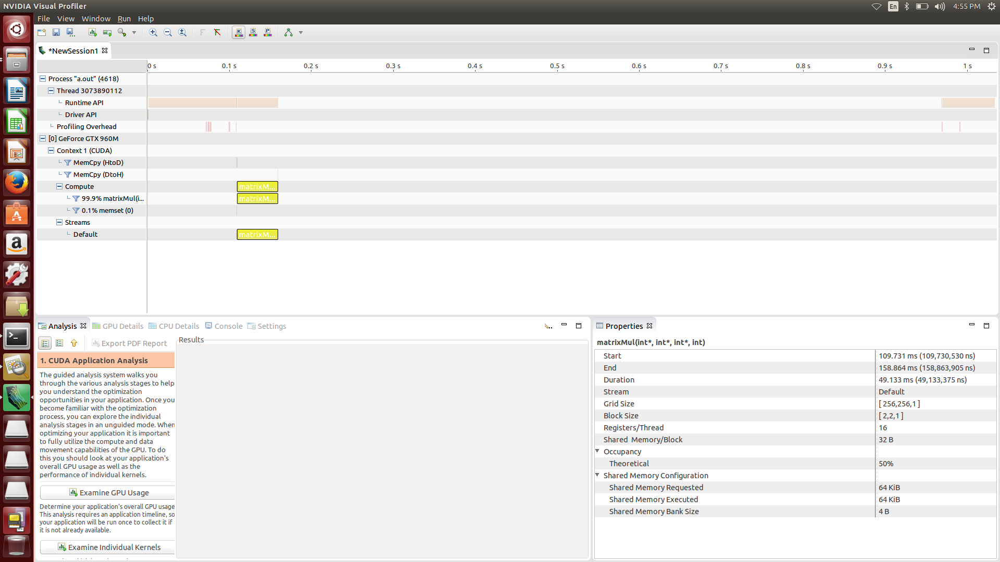 NVIDIA Visual Profiler
En
4:55 PM
File View Window Run Help
*NewSession1
0 s 0.1 s 0.2 s 0.3 s 0.4 s 0.5 s 0.6 s 0.7 s 0.8 s 0.9 s 1 s
Process "a.out" (4618)
Thread 3073890112
Runtime API
Driver API
Profiling Overhead
[0] GeForce GTX 960M
Context 1 (CUDA)
MemCpy (HtoD)
MemCpy (DtoH)
Compute matrixM...
99.9% matrixMul(i... matrixM...
0.1% memset (0)
Streams
Default matrixM...
Analysis GPU Details CPU Details Console Settings
Export PDF Report
Results
1. CUDA Application Analysis
The guided analysis system walks you
through the various analysis stages to help
you understand the optimization
opportunities in your application. Once you
become familiar with the optimization
process, you can explore the individual
analysis stages in an unguided mode. When
optimizing your application it is important
to fully utilize the compute and data
movement capabilities of the GPU. To do
this you should look at your application's
overall GPU usage as well as the
performance of individual kernels.
Examine GPU Usage
Determine your application's overall GPU usage
This analysis requires an application timeline, so
your application will be run once to collect it if
it is not already available.
Examine Individual Kernels
Properties
matrixMul(int*, int*, int*, int)
Start 109.731 ms (109,730,530 ns)
End 158.864 ms (158,863,905 ns)
Duration 49.133 ms (49,133,375 ns)
Stream Default
Grid Size [ 256,256,1 ]
Block Size [ 2,2,1 ]
Registers/Thread 16
Shared Memory/Block 32 B
Occupancy
Theoretical 50%
Shared Memory Configuration
Shared Memory Requested 64 KiB
Shared Memory Executed 64 KiB
Shared Memory Bank Size 4 B